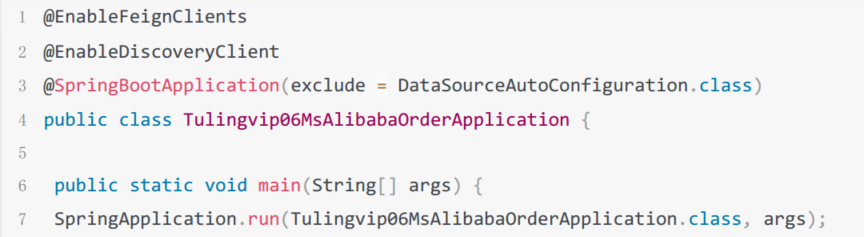 1 @EnableFeignClients
2 @EnableDiscoveryClient
3 @SpringBootApplication(exclude = DataSourceAutoConfiguration.class)
4 public class Tulingvip06MsAlibabaOrderApplication {
5
6 public static void main(String[] args) {
7 SpringApplication.run(Tulingvip06MsAlibabaOrderApplication.class, args);